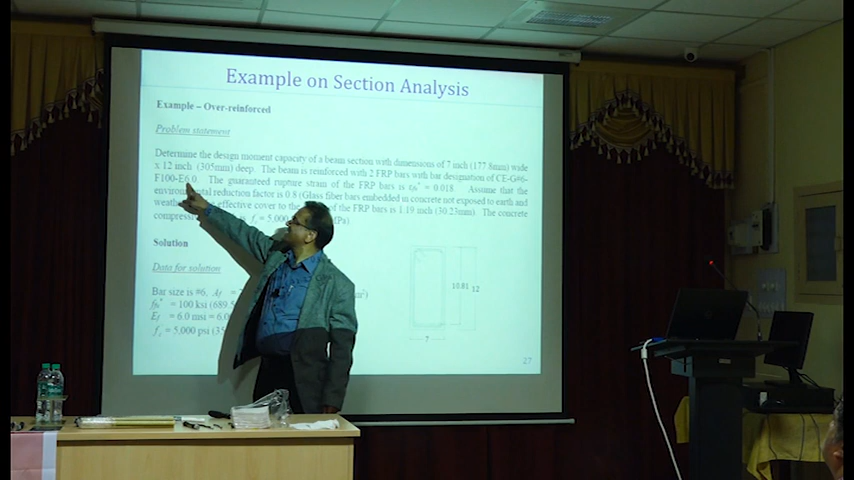 Example on Section Analysis
Example – Over-reinforced
Problem statement
Determine the design moment capacity of a beam section with dimensions of 7 inch (177.8mm) wide
x 12 inch (305mm) deep. The beam is reinforced with 2 FRP bars with bar designation of CE-G#6-
F100-E6.0. The guaranteed rupture strain of the FRP bars is εfu* = 0.018. Assume that the
environmental reduction factor is 0.8 (Glass fiber bars embedded in concrete not exposed to earth and
effective cover to the of the FRP bars is 1.19 inch (30.23mm). The concrete
= 5,000
Solution
Data for solution
Bar size is #6, Af =
ffu* = 100 ksi (689.5
Ef = 6.0 msi = 6.0
= 5,000 psi (35
10.81 12
7
27